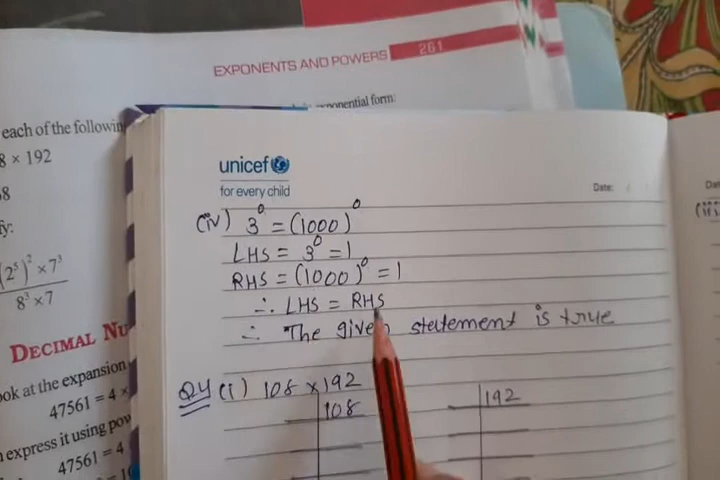 EXPONENTS AND POWERS 261
exponential form:
each of the following
8 × 192
(2⁵)² × 7³
8³ × 7
DECIMAL NU
ok at the expansion
47561 = 4 ×
express it using pow
47561 = 4
unicef
for every child
Date:
(iv) 3⁰ = (1000)⁰
LHS = 3⁰ = 1
RHS = (1000)⁰ = 1
∴ LHS = RHS
∴ The given statement is true
Q4 (i) 108 × 192
108 192
(iii)